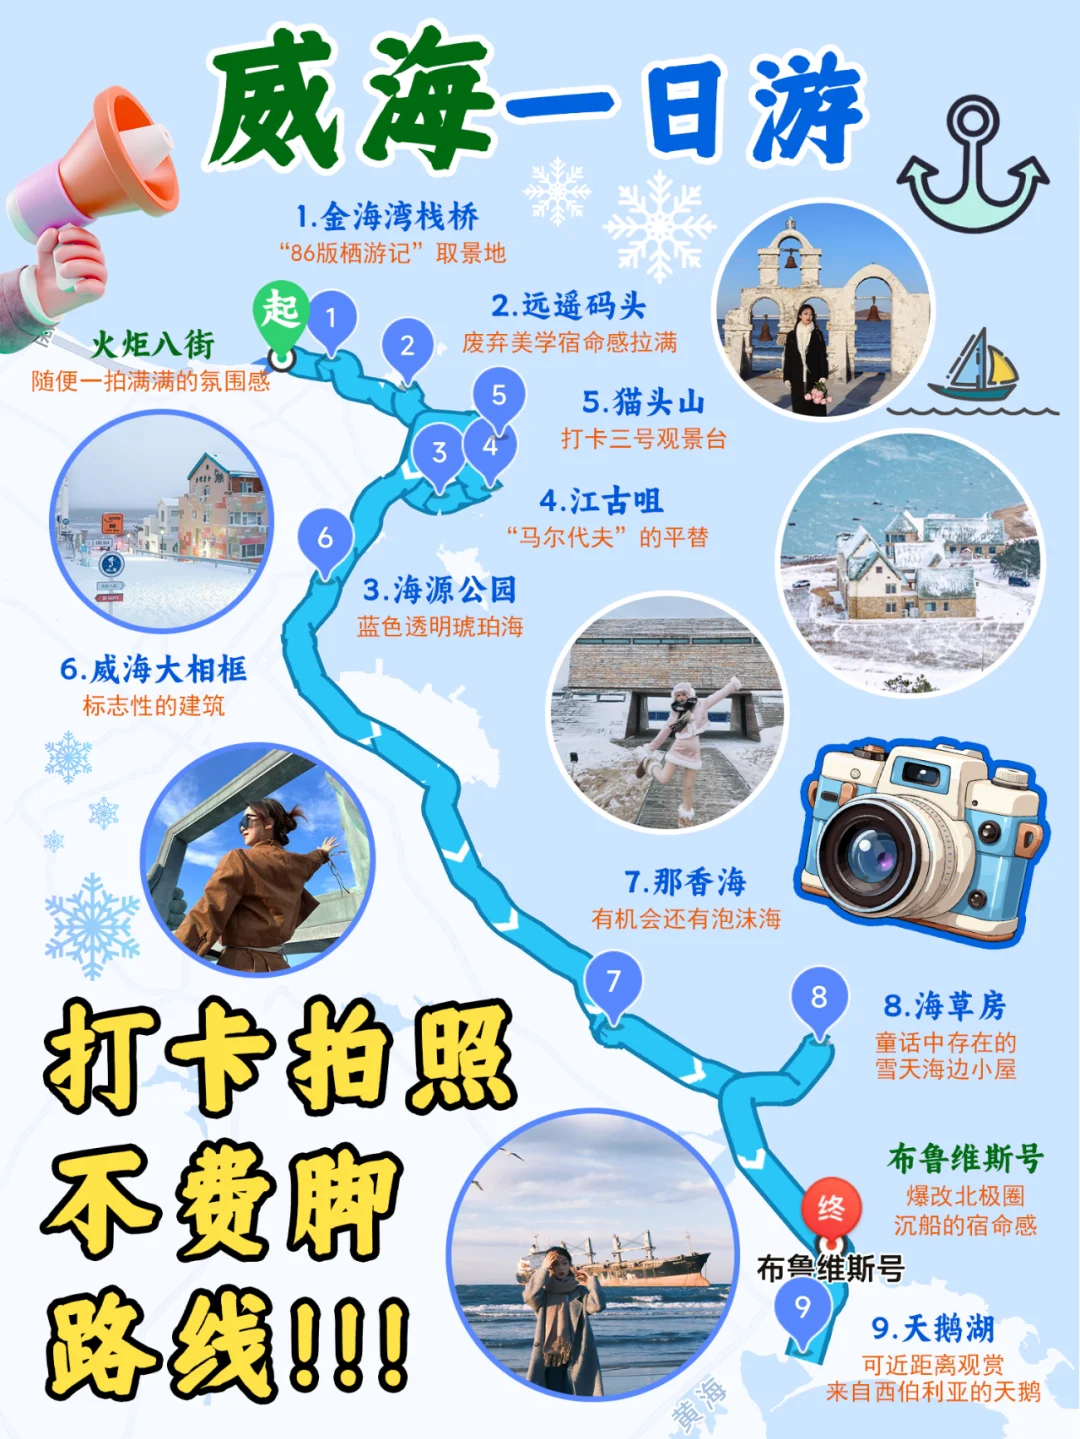 威海一日游
1.金海湾栈桥
“86版栖游记”取景地
起
1
2.远遥码头
废弃美学宿命感拉满
2
火炬八街
随便一拍满满的氛围感
5
5.猫头山
打卡三号观景台
3
4
4.江古咀
“马尔代夫”的平替
6
3.海源公园
蓝色透明琥珀海
6.威海大相框
标志性的建筑
7.那香海
有机会还有泡沫海
7
8
8.海草房
童话中存在的
雪天海边小屋
打卡拍照
不费脚
路线!!!
布鲁维斯号
爆改北极圈
沉船的宿命感
终
布鲁维斯号
9
9.天鹅湖
可近距离观赏
来自西伯利亚的天鹅
黄海